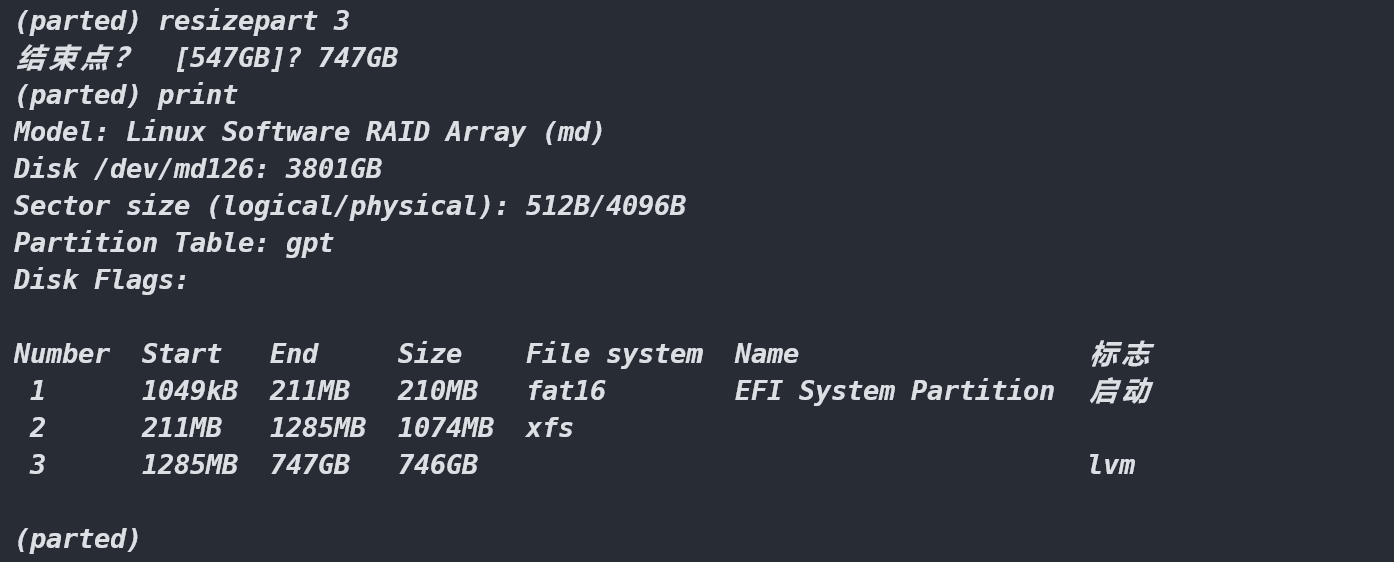 (parted) resizepart 3
结束点？  [547GB]? 747GB
(parted) print
Model: Linux Software RAID Array (md)
Disk /dev/md126: 3801GB
Sector size (logical/physical): 512B/4096B
Partition Table: gpt
Disk Flags:
Number  Start   End     Size    File system  Name                  标志
 1      1049kB  211MB   210MB   fat16        EFI System Partition  启动
 2      211MB   1285MB  1074MB  xfs
 3      1285MB  747GB   746GB                                      lvm
(parted)